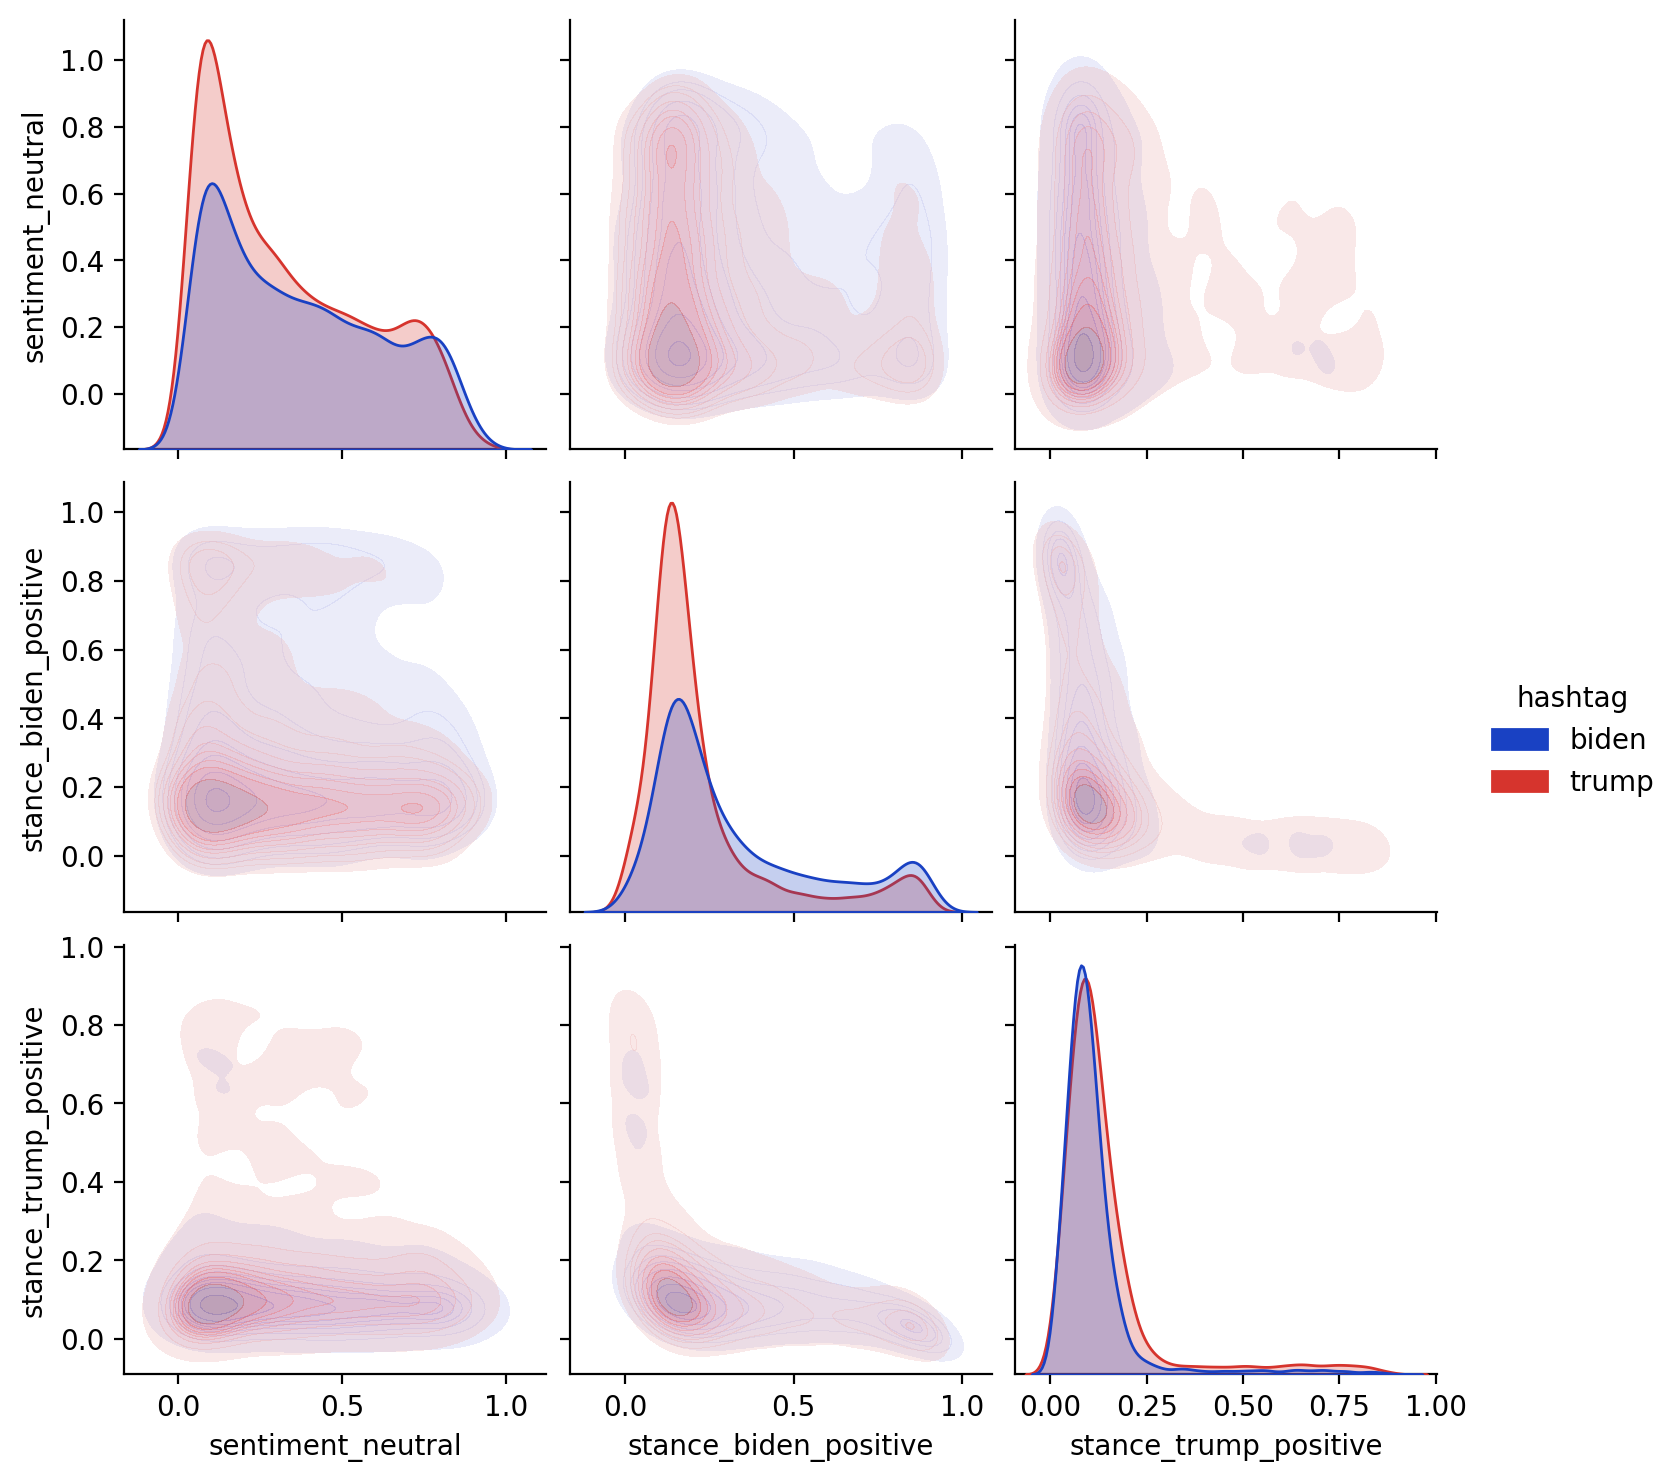 sentiment_neutral
1.0
0.8
0.6
0.4
0.2
0.0
stance_biden_positive
1.0
0.8
0.6
0.4
0.2
0.0
hashtag
biden
trump
stance_trump_positive
1.0
0.8
0.6
0.4
0.2
0.0
0.0 0.5 1.0
0.0 0.5 1.0
0.00 0.25 0.50 0.75 1.00
sentiment_neutral
stance_biden_positive
stance_trump_positive